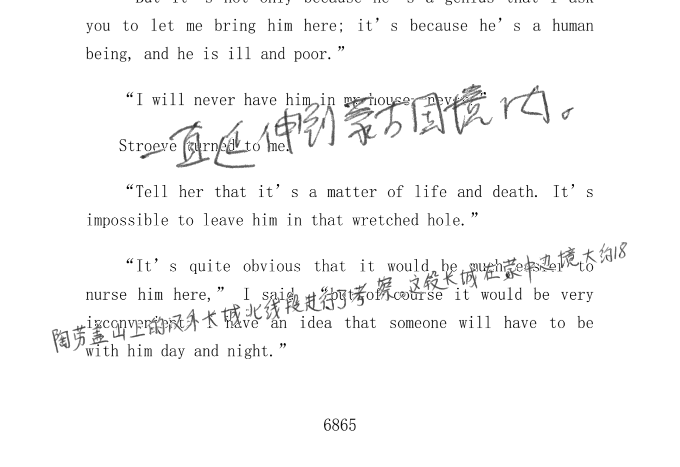 "But it's not only because he's a genius that I ask
you to let me bring him here; it's because he's a human
being, and he is ill and poor."
"I will never have him in my house—never."
一直延伸到蒙古国境内。
Stroeve turned to me.
"Tell her that it's a matter of life and death. It's
impossible to leave him in that wretched hole."
"It's quite obvious that it would be much easier to
nurse him here," I said, "but of course it would be very
陶劳盖山上的汉外长城北线段进行了考察。这段长城在蒙中边境大约18
inconvenient. I have an idea that someone will have to be
with him day and night."
6865